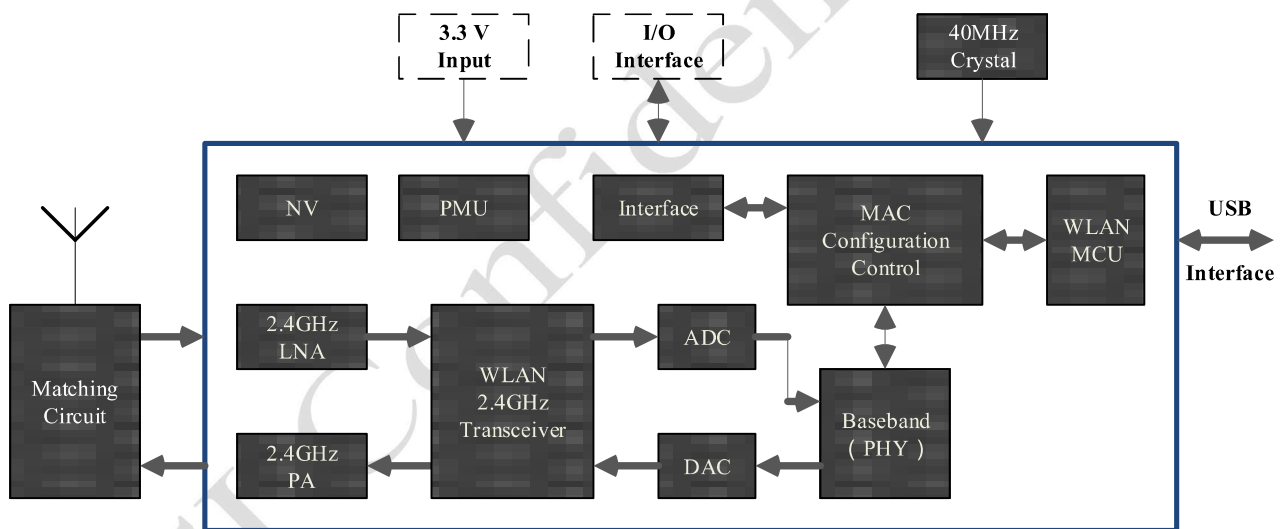 3.3 V
Input
I/O
Interface
40MHz
Crystal
NV
PMU
Interface
MAC
Configuration
Control
WLAN
MCU
USB
Interface
Matching
Circuit
2.4GHz
LNA
WLAN
2.4GHz
Transceiver
ADC
Baseband
( PHY )
2.4GHz
PA
DAC